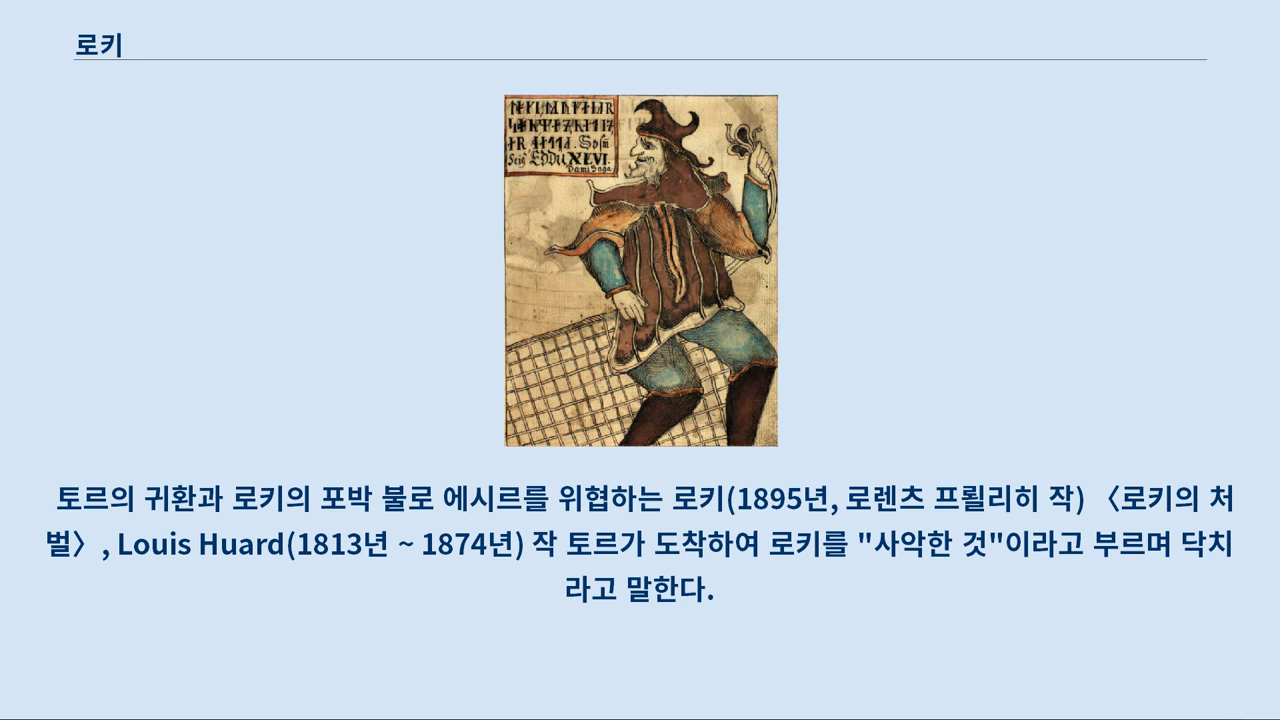 로키
토르의 귀환과 로키의 포박 불로 에시르를 위협하는 로키(1895년, 로렌츠 프룉리히 작) 〈로키의 처
벌〉, Louis Huard(1813년 ~ 1874년) 작 토르가 도착하여 로키를 "사악한 것"이라고 부르며 닥치
라고 말한다.
XLVI.